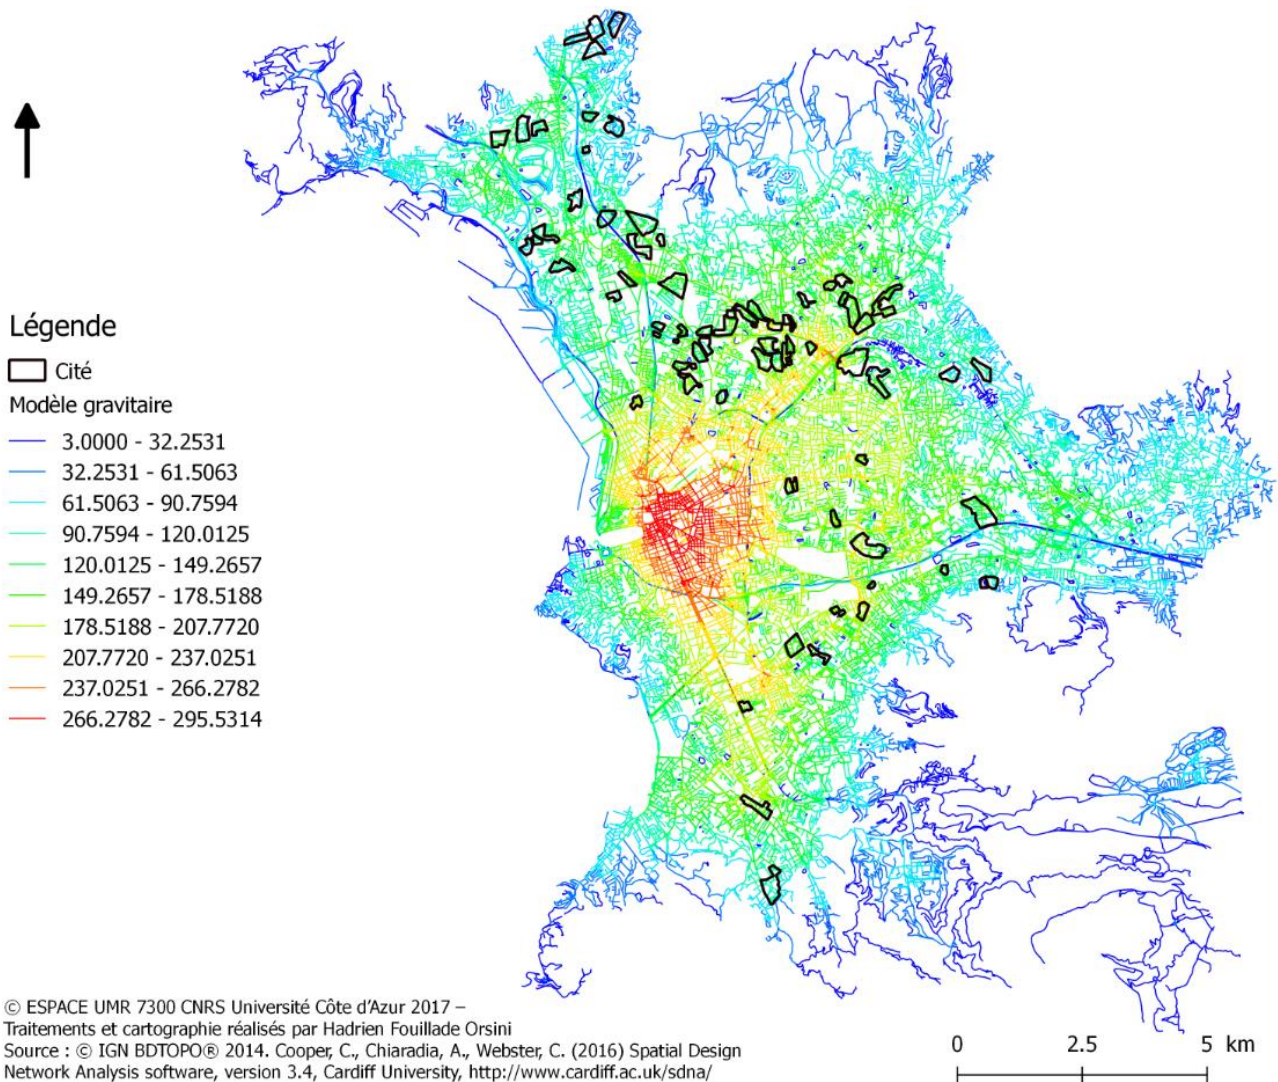 Légende
Cité
Modèle gravitaire
3.0000 - 32.2531
32.2531 - 61.5063
61.5063 - 90.7594
90.7594 - 120.0125
120.0125 - 149.2657
149.2657 - 178.5188
178.5188 - 207.7720
207.7720 - 237.0251
237.0251 - 266.2782
266.2782 - 295.5314
© ESPACE UMR 7300 CNRS Université Côte d'Azur 2017 –
Traitements et cartographie réalisés par Hadrien Fouillade Orsini
Source : © IGN BDTOPO® 2014. Cooper, C., Chiaradia, A., Webster, C. (2016) Spatial Design
Network Analysis software, version 3.4, Cardiff University, http://www.cardiff.ac.uk/sdna/
0 2.5 5 km